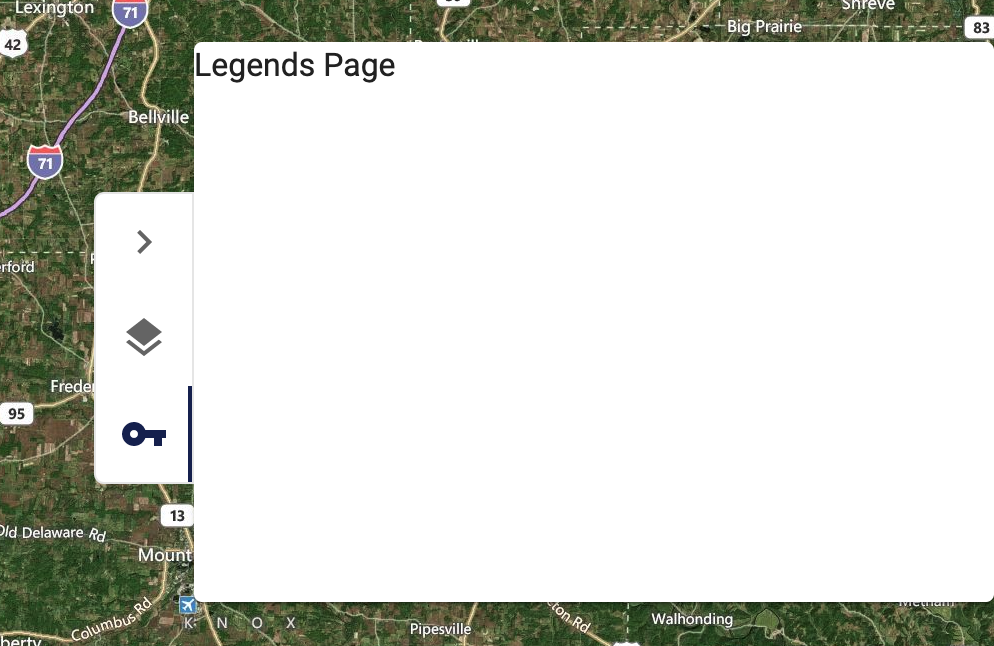 Lexington
71
Shreve
Big Prairie
83
42
Legends Page
Bellville
71
erford
Freder
95
13
Old Delaware Rd
Mount
Columbus Rd
K N O X
Pipesville
ton Rd
Walhonding
berty